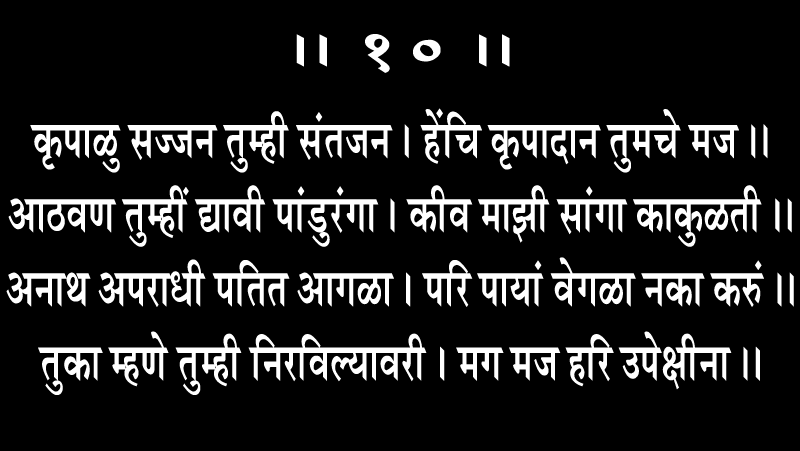 ।। १० ।।
कृपाळु सज्जन तुम्ही संतजन । हेंचि कृपादान तुमचे मज ।।
आठवण तुम्हीं द्यावी पांडुरंगा । कीव माझी सांगा काकुळती ।।
अनाथ अपराधी पतित आगळा । परि पायां वेगळा नका करुं ।।
तुका म्हणे तुम्ही निरविल्यावरी । मग मज हरि उपेक्षीना ।।